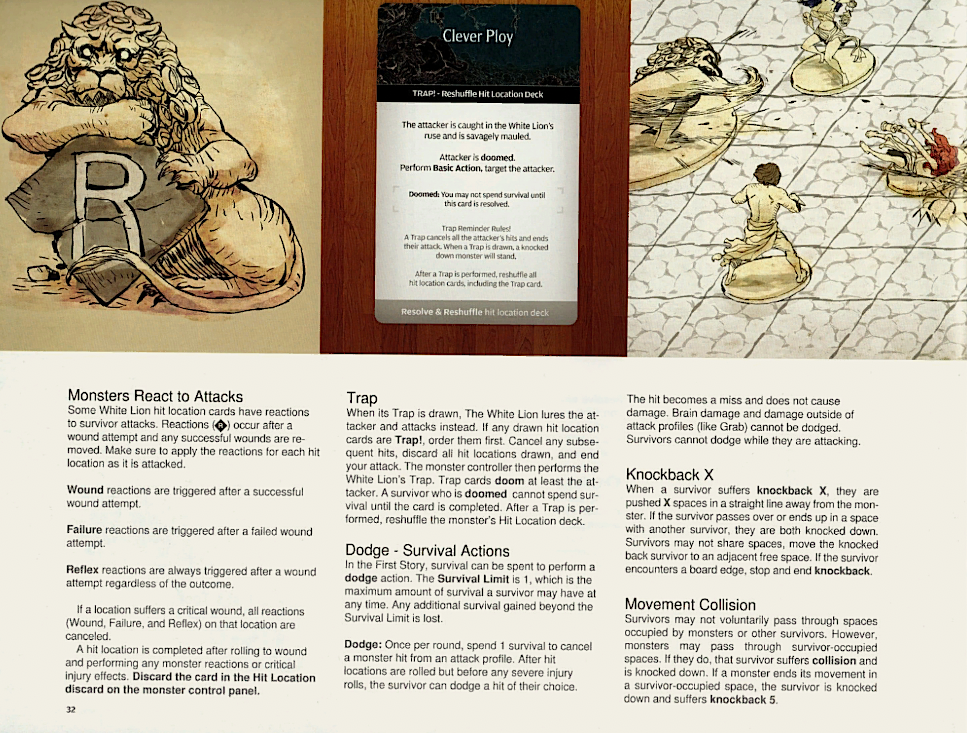 R
Clever Ploy
TRAP! - Reshuffle Hit Location Deck
The attacker is caught in the White Lion's
ruse and is savagely mauled.
Attacker is doomed.
Perform Basic Action, target the attacker.
Doomed: You may not spend survival until
this card is resolved.
Trap Reminder Rules!
A Trap cancels all the attacker's hits and ends
their attack. When a Trap is drawn, a knocked
down monster will stand.
After a Trap is performed, reshuffle all
hit location cards, including the Trap card.
Resolve & Reshuffle hit location deck
Monsters React to Attacks
Some White Lion hit location cards have reactions
to survivor attacks. Reactions (R) occur after a
wound attempt and any successful wounds are re-
moved. Make sure to apply the reactions for each hit
location as it is attacked.
Wound reactions are triggered after a successful
wound attempt.
Failure reactions are triggered after a failed wound
attempt.
Reflex reactions are always triggered after a wound
attempt regardless of the outcome.
If a location suffers a critical wound, all reactions
(Wound, Failure, and Reflex) on that location are
canceled.
A hit location is completed after rolling to wound
and performing any monster reactions or critical
injury effects. Discard the card in the Hit Location
discard on the monster control panel.
32
Trap
When its Trap is drawn, The White Lion lures the at-
tacker and attacks instead. If any drawn hit location
cards are Trap!, order them first. Cancel any subse-
quent hits, discard all hit locations drawn, and end
your attack. The monster controller then performs the
White Lion's Trap. Trap cards doom at least the at-
tacker. A survivor who is doomed cannot spend sur-
vival until the card is completed. After a Trap is per-
formed, reshuffle the monster's Hit Location deck.
Dodge - Survival Actions
In the First Story, survival can be spent to perform a
dodge action. The Survival Limit is 1, which is the
maximum amount of survival a survivor may have at
any time. Any additional survival gained beyond the
Survival Limit is lost.
Dodge: Once per round, spend 1 survival to cancel
a monster hit from an attack profile. After hit
locations are rolled but before any severe injury
rolls, the survivor can dodge a hit of their choice.
The hit becomes a miss and does not cause
damage. Brain damage and damage outside of
attack profiles (like Grab) cannot be dodged.
Survivors cannot dodge while they are attacking.
Knockback X
When a survivor suffers knockback X, they are
pushed X spaces in a straight line away from the mon-
ster. If the survivor passes over or ends up in a space
with another survivor, they are both knocked down.
Survivors may not share spaces, move the knocked
back survivor to an adjacent free space. If the survivor
encounters a board edge, stop and end knockback.
Movement Collision
Survivors may not voluntarily pass through spaces
occupied by monsters or other survivors. However,
monsters may pass through survivor-occupied
spaces. If they do, that survivor suffers collision and
is knocked down. If a monster ends its movement in
a survivor-occupied space, the survivor is knocked
down and suffers knockback 5.